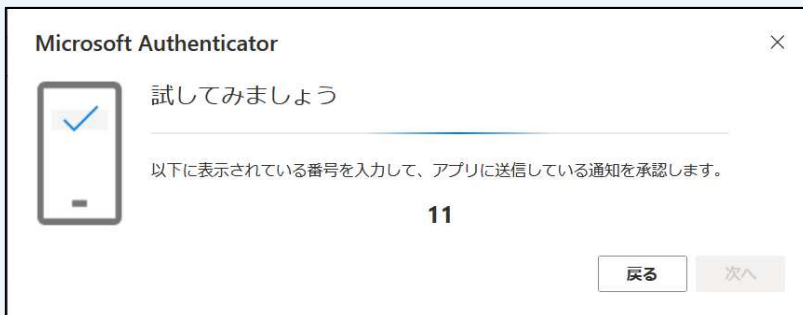 Microsoft Authenticator
試してみましょう
以下に表示されている番号を入力して、アプリに送信している通知を承認します。
11
戻る
次へ